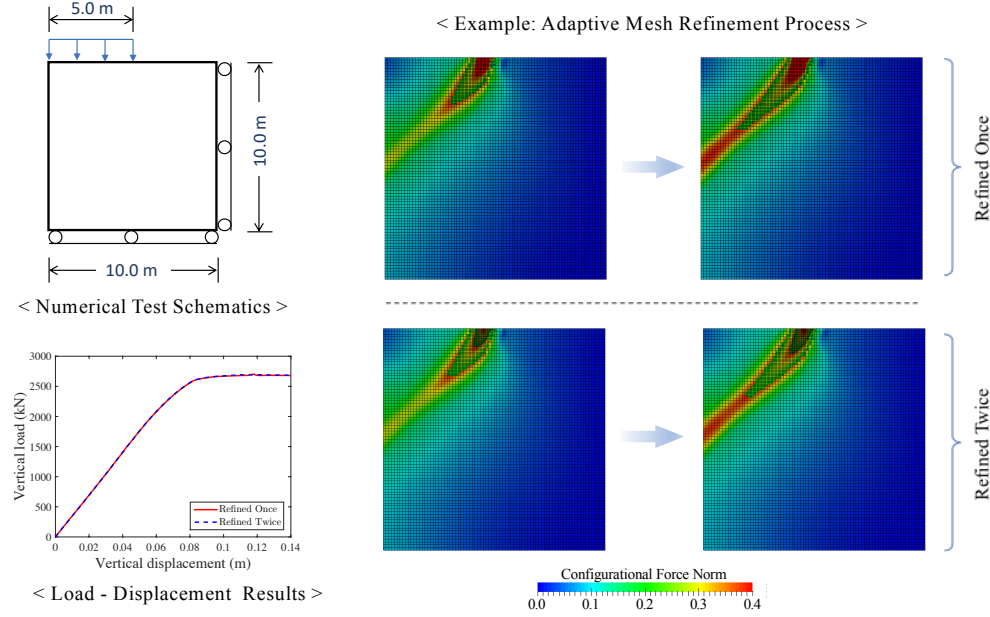 5.0 m
10.0 m
10.0 m
< Numerical Test Schematics >
< Example: Adaptive Mesh Refinement Process >
Refined Once
Refined Twice
3000
2500
2000
1500
1000
500
0
Vertical load (kN)
Refined Once
Refined Twice
0 0.02 0.04 0.06 0.08 0.1 0.12 0.14
Vertical displacement (m)
< Load - Displacement Results >
Configurational Force Norm
0.0 0.1 0.2 0.3 0.4